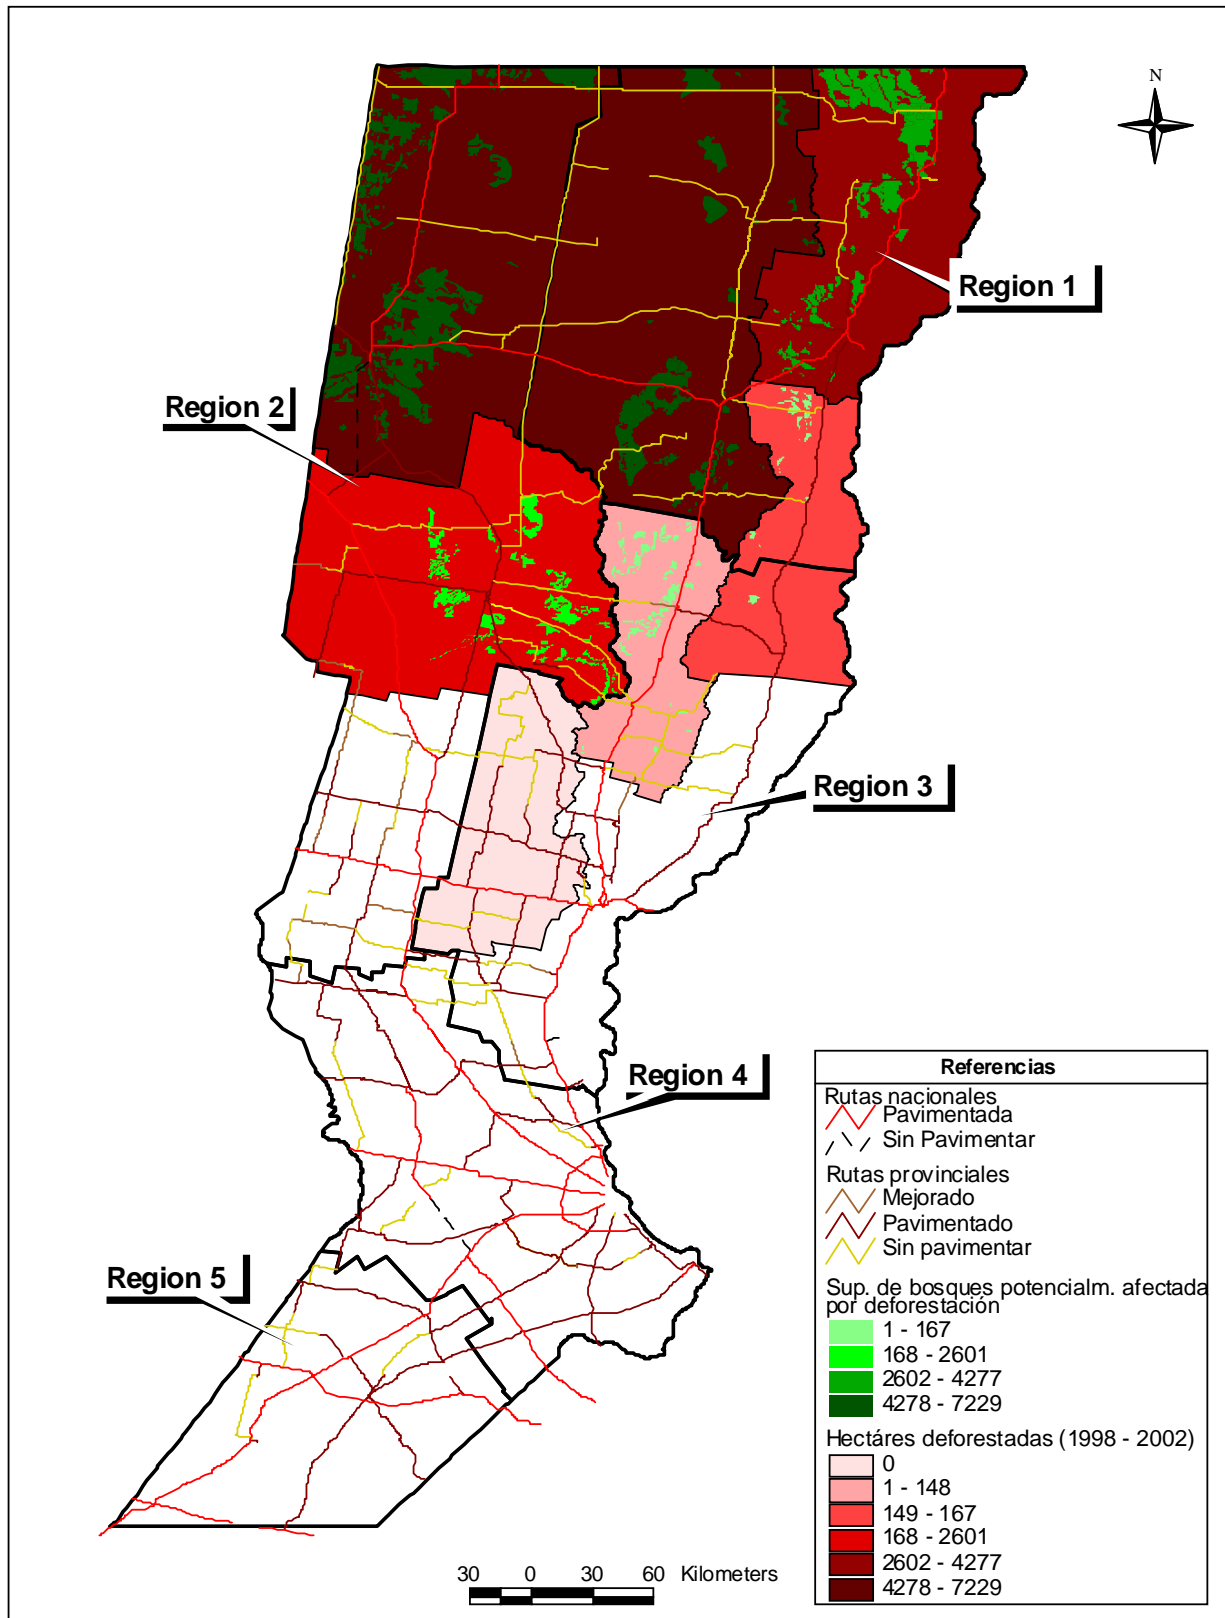 N
Region 1
Region 2
Region 3
Region 4
Region 5
Referencias
Rutas nacionales
Pavimentada
Sin Pavimentar
Rutas provinciales
Mejorado
Pavimentado
Sin pavimentar
Sup. de bosques potencialm. afectada
por deforestación
1 - 167
168 - 2601
2602 - 4277
4278 - 7229
Hectáres deforestadas (1998 - 2002)
0
1 - 148
149 - 167
168 - 2601
2602 - 4277
4278 - 7229
30 0 30 60 Kilometers